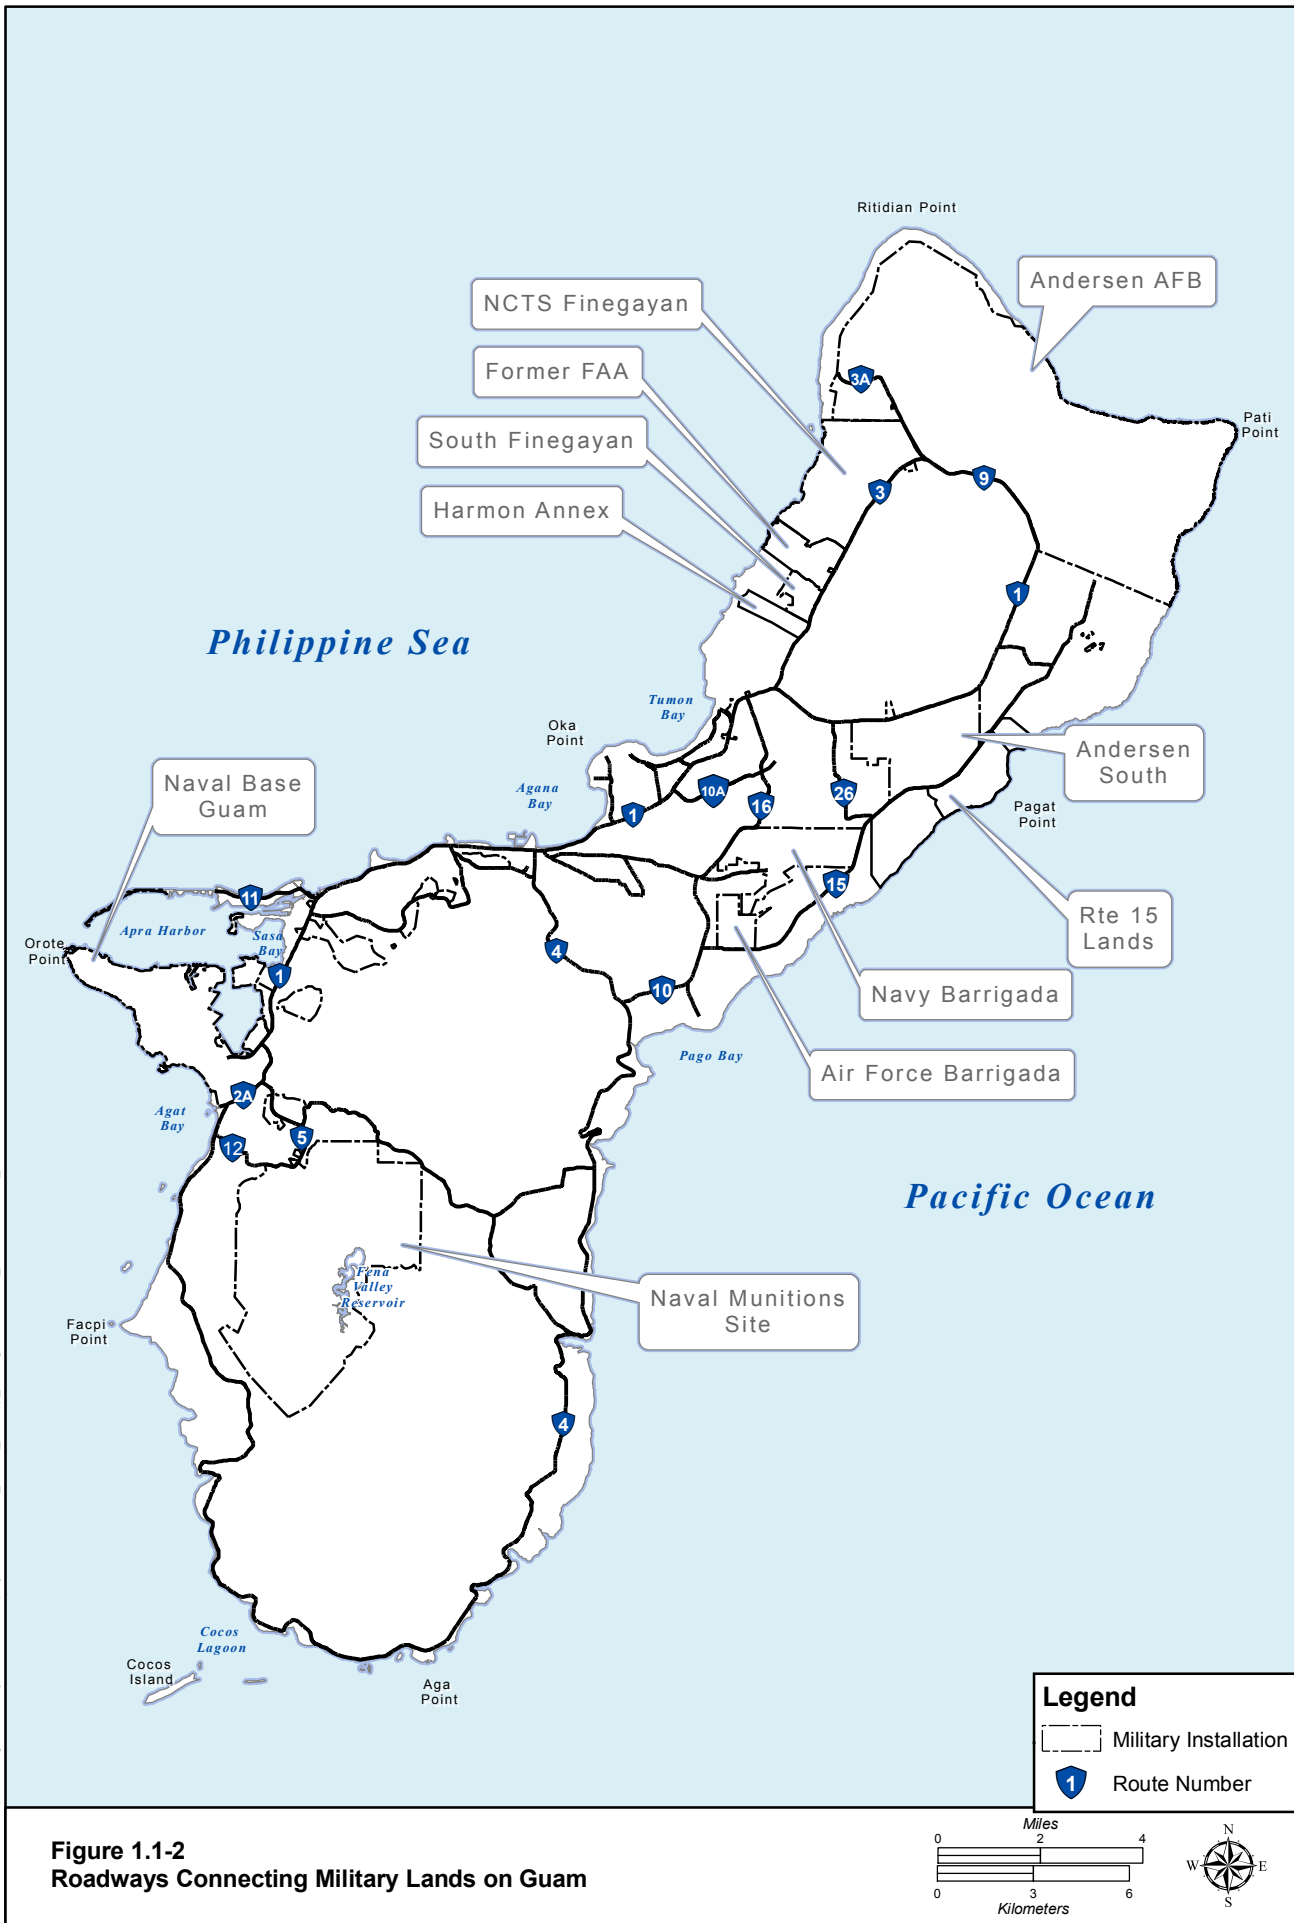 Ritidian Point
Andersen AFB
NCTS Finegayan
Former FAA
3A
South Finegayan
Pati
Point
Harmon Annex
3
9
1
Philippine Sea
Tumon
Bay
Oka
Point
Andersen
South
Naval Base
Guam
Agana
Bay
10A
16
26
1
Pagat
Point
11
15
Rte 15
Lands
Apra Harbor
Sasa
Bay
Orote
Point
1
4
10
Navy Barrigada
Pago Bay
Air Force Barrigada
2A
Agat
Bay
12
5
Pacific Ocean
Fena
Valley
Reservoir
Naval Munitions
Site
Facpi
Point
4
Cocos
Lagoon
Cocos
Island
Aga
Point
Legend
Military Installation
1
Route Number
Figure 1.1-2
Roadways Connecting Military Lands on Guam
Miles
0 2 4
0 3 6
Kilometers
N
W E
S